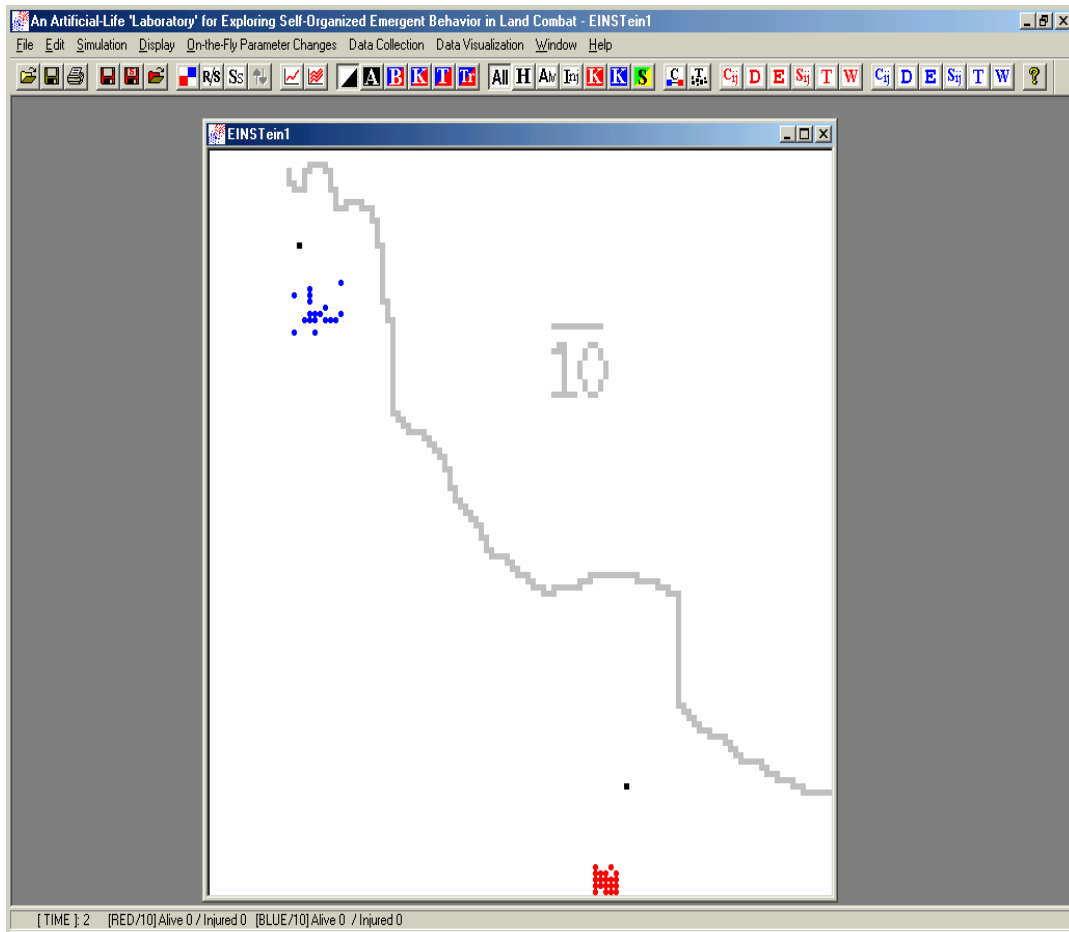 An Artificial-Life 'Laboratory' for Exploring Self-Organized Emergent Behavior in Land Combat - EINSTein1
File Edit Simulation Display On-the-Fly Parameter Changes Data Collection Data Visualization Window Help
R/S Ss A B K T Tr All H Alv Inj K K S C T Cij D E Sij T W Cij D E Sij T W ?
EINSTein1
10
[ TIME ]: 2 [RED/10] Alive 0 / Injured 0 [BLUE/10] Alive 0 / Injured 0